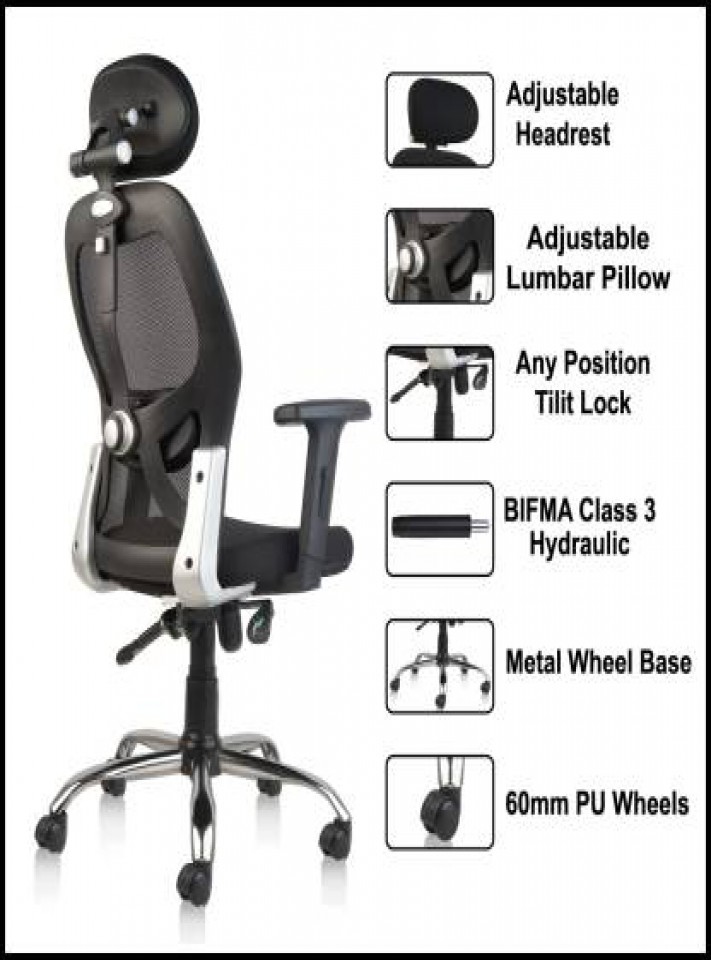 Adjustable
Headrest
Adjustable
Lumbar Pillow
Any Position
Tilit Lock
BIFMA Class 3
Hydraulic
Metal Wheel Base
60mm PU Wheels